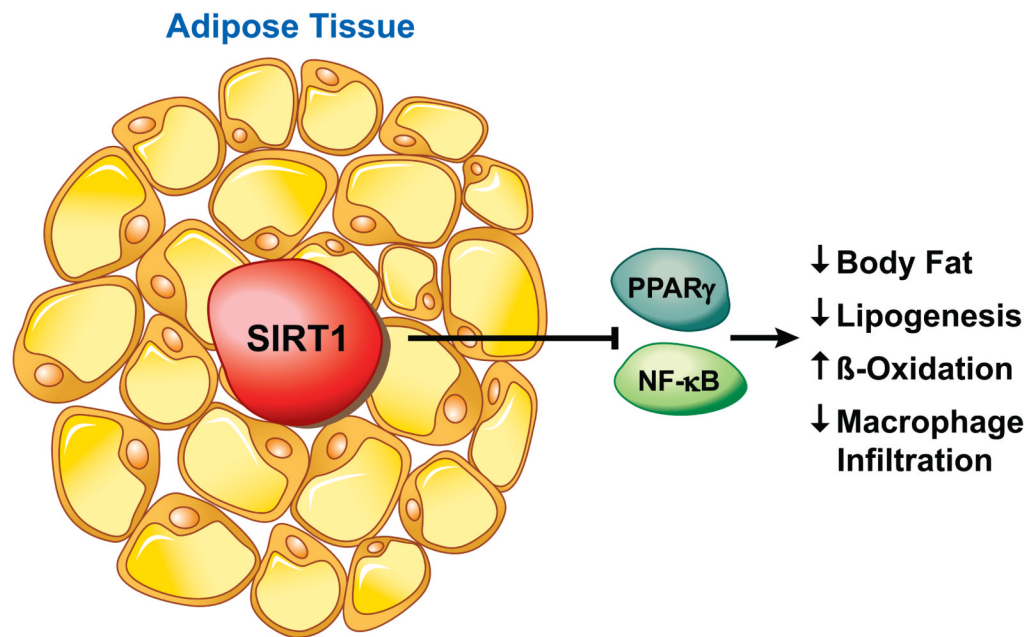 Adipose Tissue
SIRT1
PPARγ
NF-κB
↓ Body Fat
↓ Lipogenesis
↑ ß-Oxidation
↓ Macrophage
Infiltration